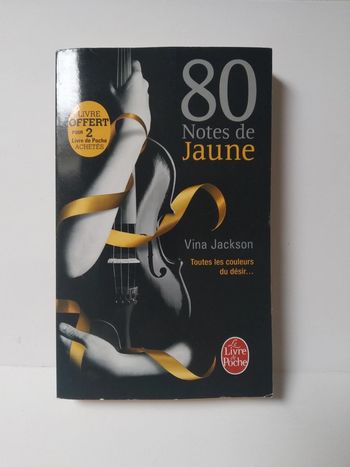 80
Notes de
Jaune
LIVRE
OFFERT
POUR 2
Livre de Poche
ACHETÉS
Vina Jackson
Toutes les couleurs
du désir...
Le
Livre
de
Poche